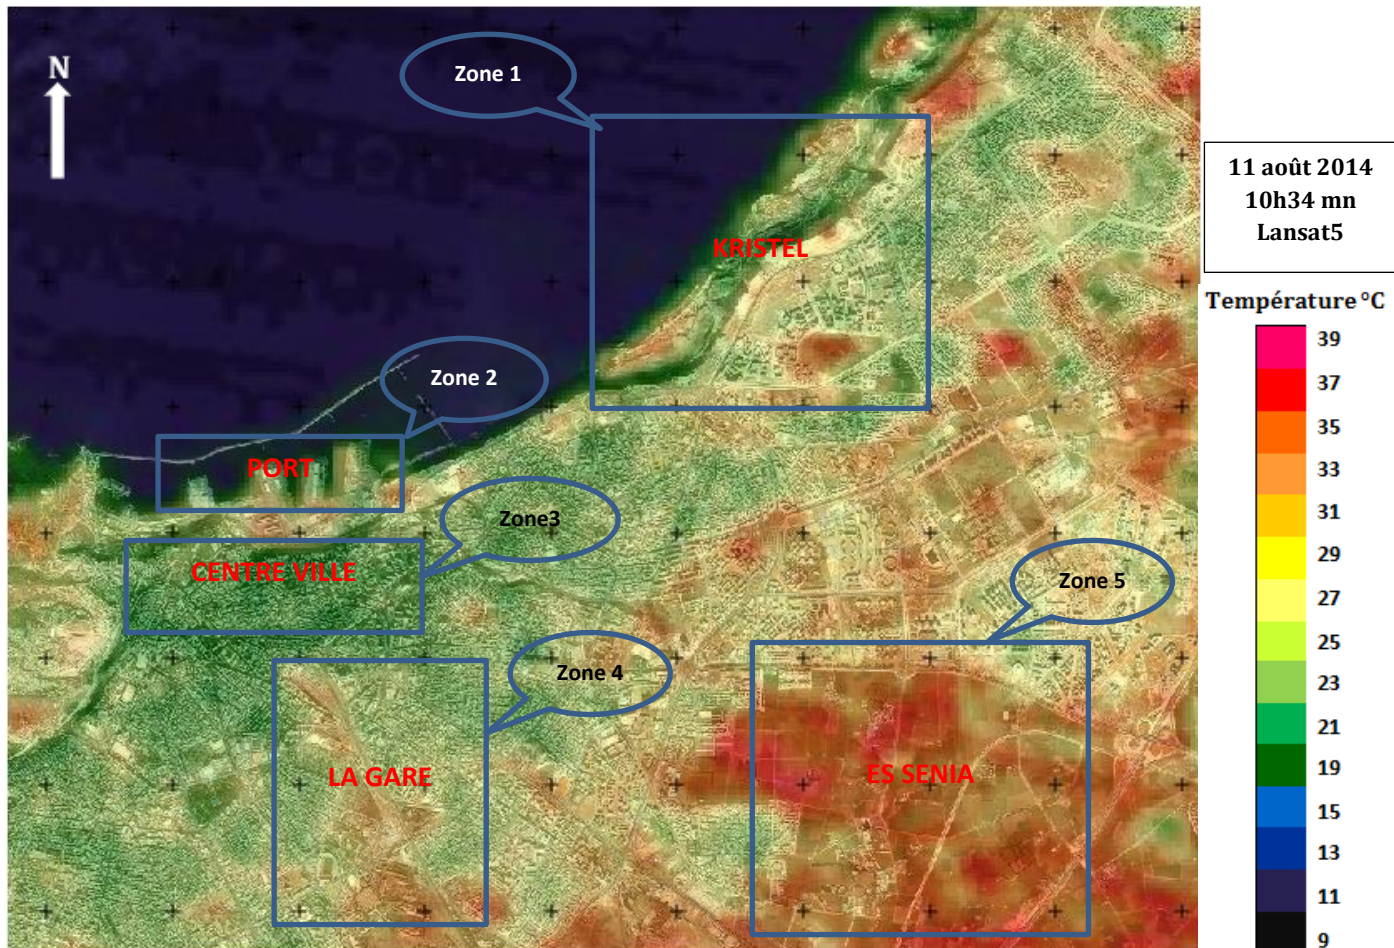 N
Zone 1
KRISTEL
Zone 2
PORT
Zone3
CENTRE VILLE
Zone 4
LA GARE
Zone 5
ES SENIA
11 août 2014
10h34 mn
Lansat5
Température °C
39
37
35
33
31
29
27
25
23
21
19
15
13
11
9